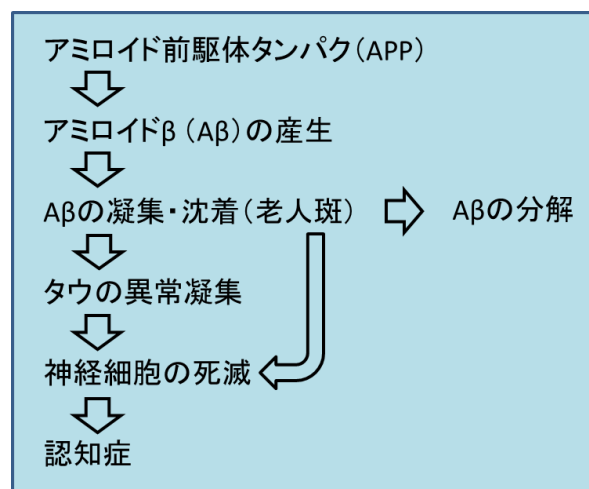 アミロイド前駆体タンパク（APP）
アミロイドβ（Aβ）の産生
Aβの凝集・沈着（老人斑） Aβの分解
タウの異常凝集
神経細胞の死滅
認知症